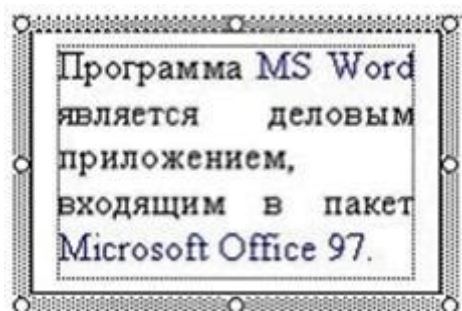 Программа MS Word
является деловым
приложением,
входящим в пакет
Microsoft Office 97.